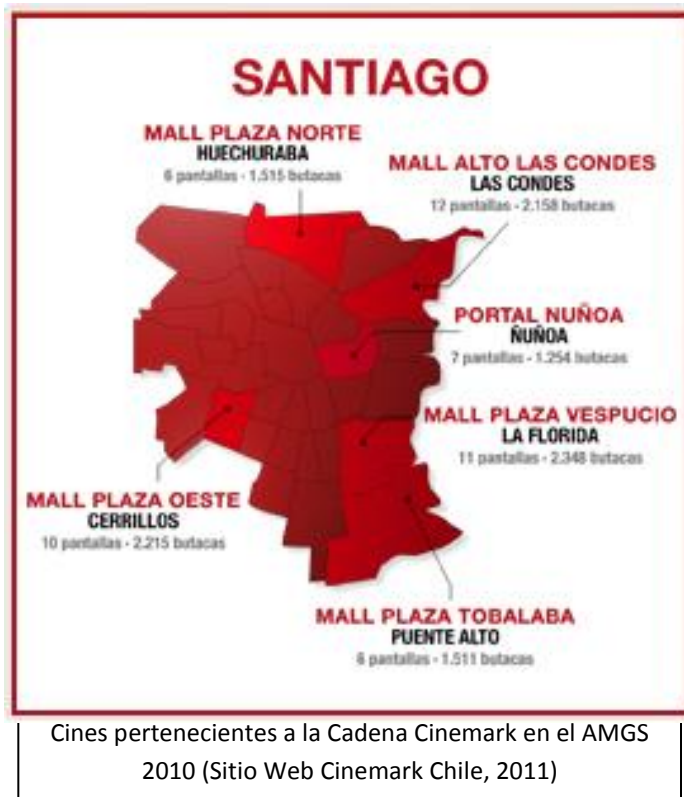 SANTIAGO
MALL PLAZA NORTE
HUECHURABA
6 pantallas - 1.515 butacas
MALL ALTO LAS CONDES
LAS CONDES
12 pantallas - 2.158 butacas
PORTAL NUÑOA
ÑUÑOA
7 pantallas - 1.254 butacas
MALL PLAZA VESPUCIO
LA FLORIDA
11 pantallas - 2.348 butacas
MALL PLAZA OESTE
CERRILLOS
10 pantallas - 2.215 butacas
MALL PLAZA TOBALABA
PUENTE ALTO
6 pantallas - 1.511 butacas
Cines pertenecientes a la Cadena Cinemark en el AMGS
2010 (Sitio Web Cinemark Chile, 2011)